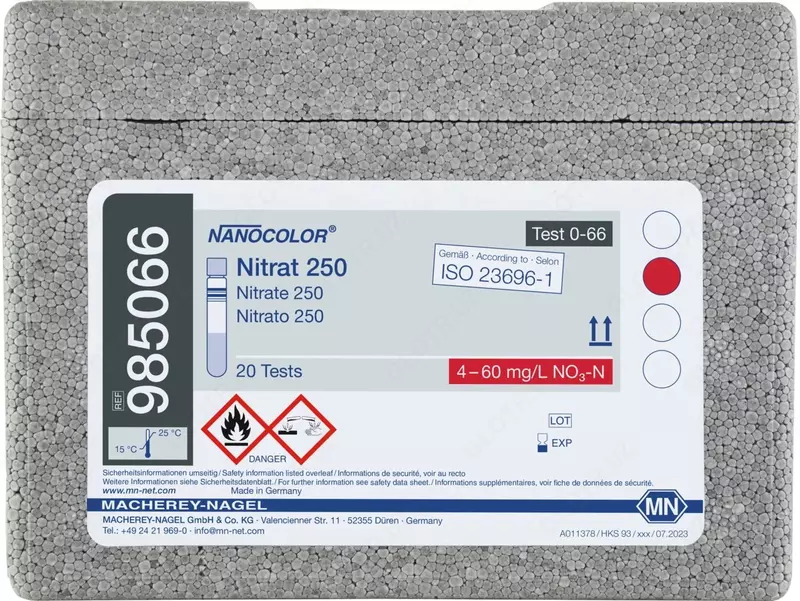 985066
REF
25 °C
15 °C
NANOCOLOR®
Test 0-66
Gemäß · According to · Selon
ISO 23696-1
Nitrat 250
Nitrate 250
Nitrato 250
20 Tests
4 – 60 mg/L NO₃-N
LOT
EXP
DANGER
Sicherheitsinformationen umseitig / Safety information listed overleaf / Informations de securité, voir au recto
Weitere Informationen siehe Sicherheitsdatenblatt. / For further information see safety data sheet. / Informations supplémentaires, voir fiche de données de sécurité.
www.mn-net.com Made in Germany
MACHEREY-NAGEL
MN
MACHEREY-NAGEL GmbH & Co. KG · Valencienner Str. 11 · 52355 Düren · Germany
Tel.: +49 24 21 969-0 · info@mn-net.com
A011378 / HKS 93 / xxx / 07.2023